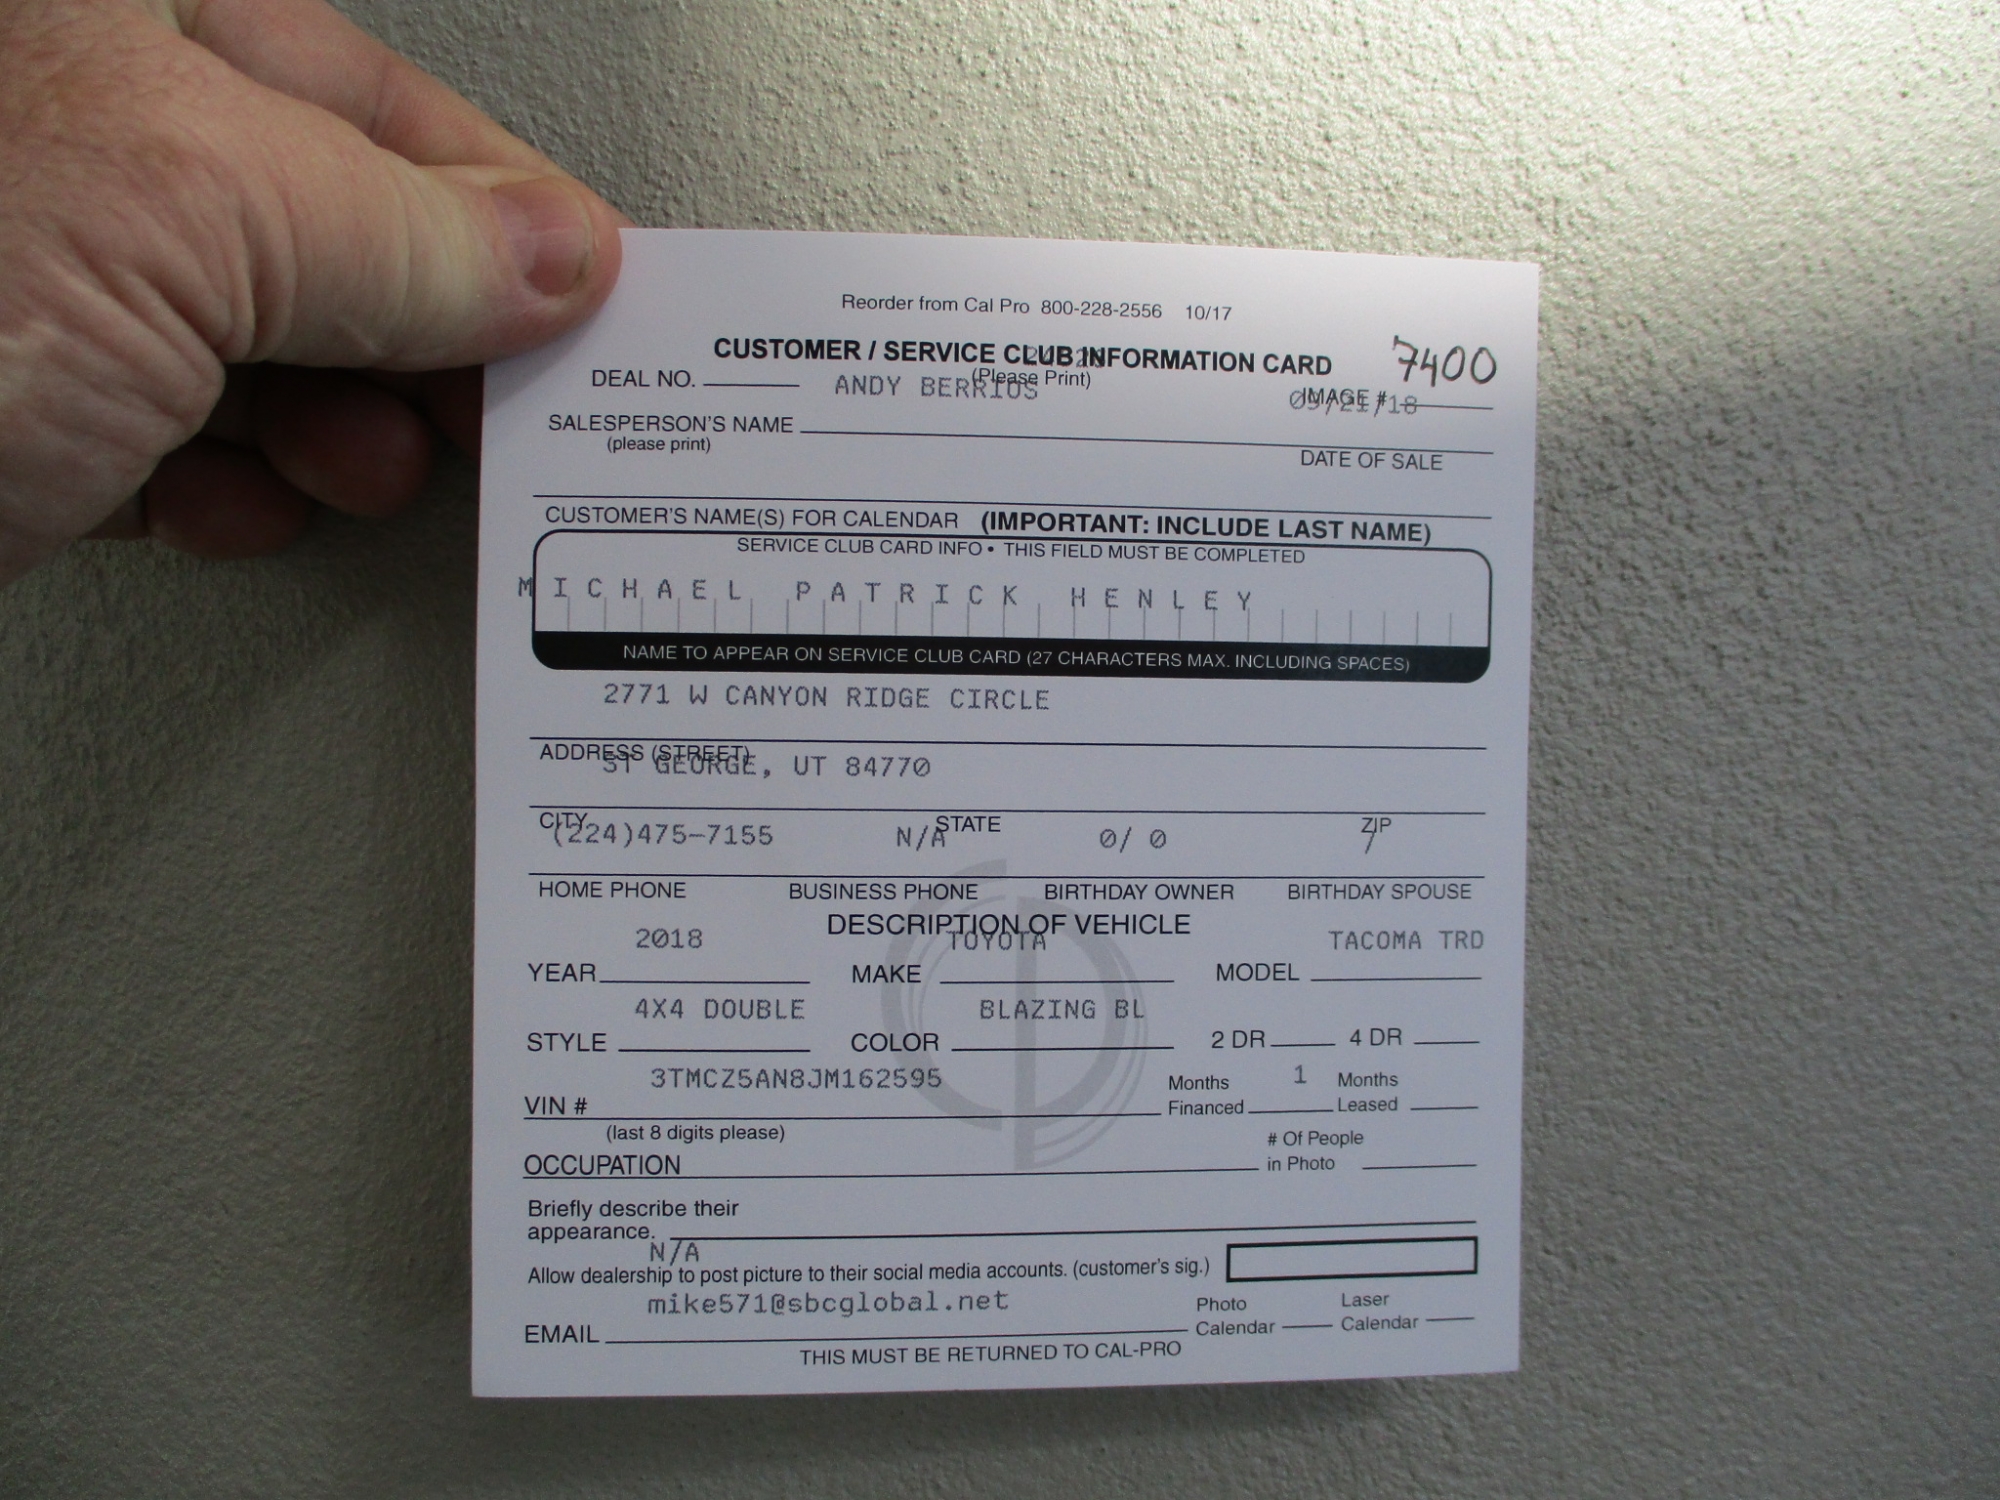 Reorder from Cal Pro 800-228-2556 10/17
CUSTOMER / SERVICE CLUB INFORMATION CARD
7400
(Please Print)
DEAL NO.
ANDY BERRIOS
IMAGE #
SALESPERSON'S NAME
(please print)
DATE OF SALE
CUSTOMER'S NAME(S) FOR CALENDAR (IMPORTANT: INCLUDE LAST NAME)
SERVICE CLUB CARD INFO • THIS FIELD MUST BE COMPLETED
MICHAEL PATRICK HENLEY
NAME TO APPEAR ON SERVICE CLUB CARD (27 CHARACTERS MAX. INCLUDING SPACES)
2771 W CANYON RIDGE CIRCLE
ADDRESS (STREET)
ST GEORGE, UT 84770
CITY STATE ZIP
(224)475-7155 N/A 0/ 0 /
HOME PHONE BUSINESS PHONE BIRTHDAY OWNER BIRTHDAY SPOUSE
DESCRIPTION OF VEHICLE
2018 TOYOTA TACOMA TRD
YEAR MAKE MODEL
4X4 DOUBLE BLAZING BL
STYLE COLOR 2 DR 4 DR
3TMCZ5AN8JM162595
VIN #
Months Financed 1 Months Leased
(last 8 digits please)
OCCUPATION
# Of People in Photo
Briefly describe their
appearance.
N/A
Allow dealership to post picture to their social media accounts. (customer's sig.)
mike571@sbcglobal.net
EMAIL
Photo Calendar Laser Calendar
THIS MUST BE RETURNED TO CAL-PRO